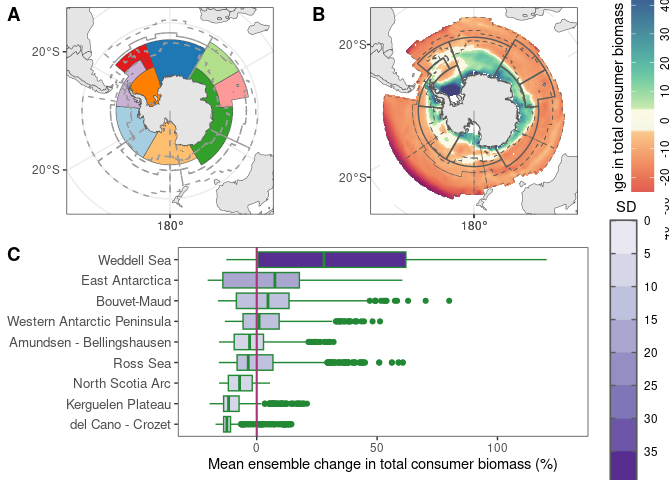 A
20°S
20°S
180°
B
20°S
20°S
180°
nge in total consumer biomass
40
30
20
10
0
-10
-20
SD
0
5
10
15
20
25
30
35
C
Weddell Sea
East Antarctica
Bouvet-Maud
Western Antarctic Peninsula
Amundsen - Bellingshausen
Ross Sea
North Scotia Arc
Kerguelen Plateau
del Cano - Crozet
0
50
100
Mean ensemble change in total consumer biomass (%)